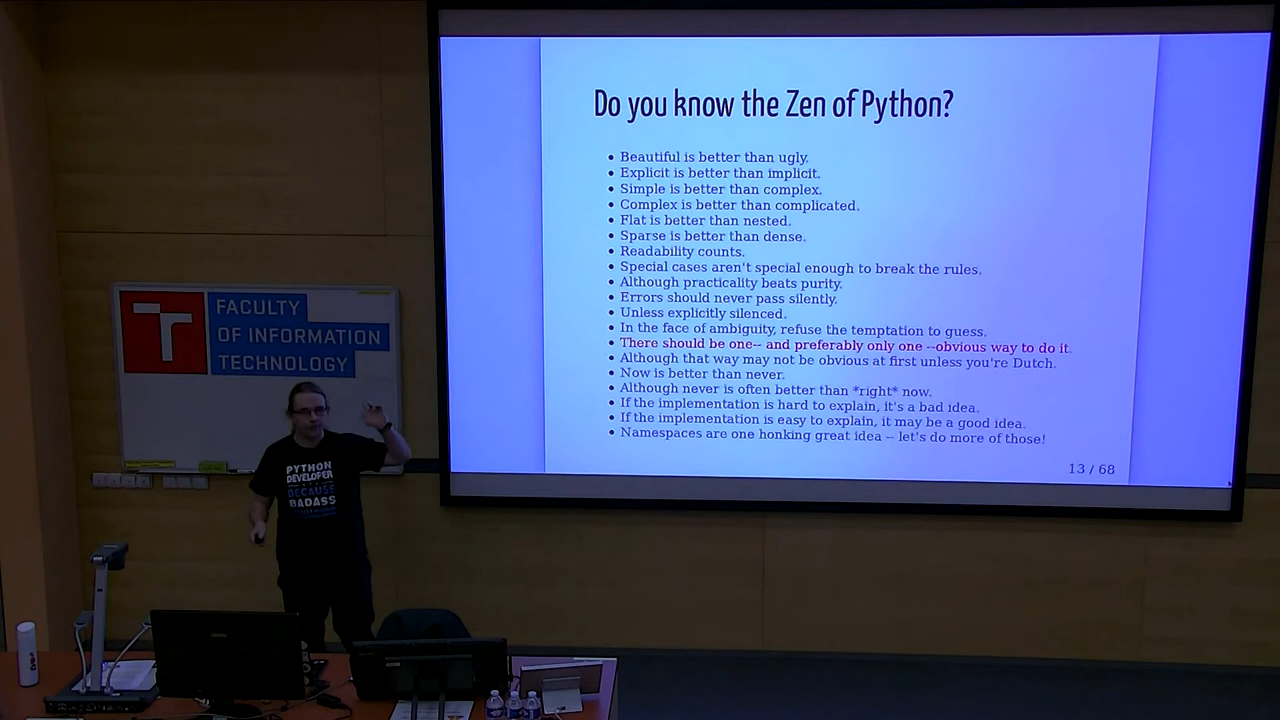 Do you know the Zen of Python?
• Beautiful is better than ugly.
• Explicit is better than implicit.
• Simple is better than complex.
• Complex is better than complicated.
• Flat is better than nested.
• Sparse is better than dense.
• Readability counts.
• Special cases aren't special enough to break the rules.
• Although practicality beats purity.
• Errors should never pass silently.
• Unless explicitly silenced.
• In the face of ambiguity, refuse the temptation to guess.
• There should be one-- and preferably only one --obvious way to do it.
• Although that way may not be obvious at first unless you're Dutch.
• Now is better than never.
• Although never is often better than *right* now.
• If the implementation is hard to explain, it's a bad idea.
• If the implementation is easy to explain, it may be a good idea.
• Namespaces are one honking great idea -- let's do more of those!
13 / 68
T
FACULTY
OF INFORMATION
TECHNOLOGY
PYTHON
DEVELOPER
BECAUSE
BADASS